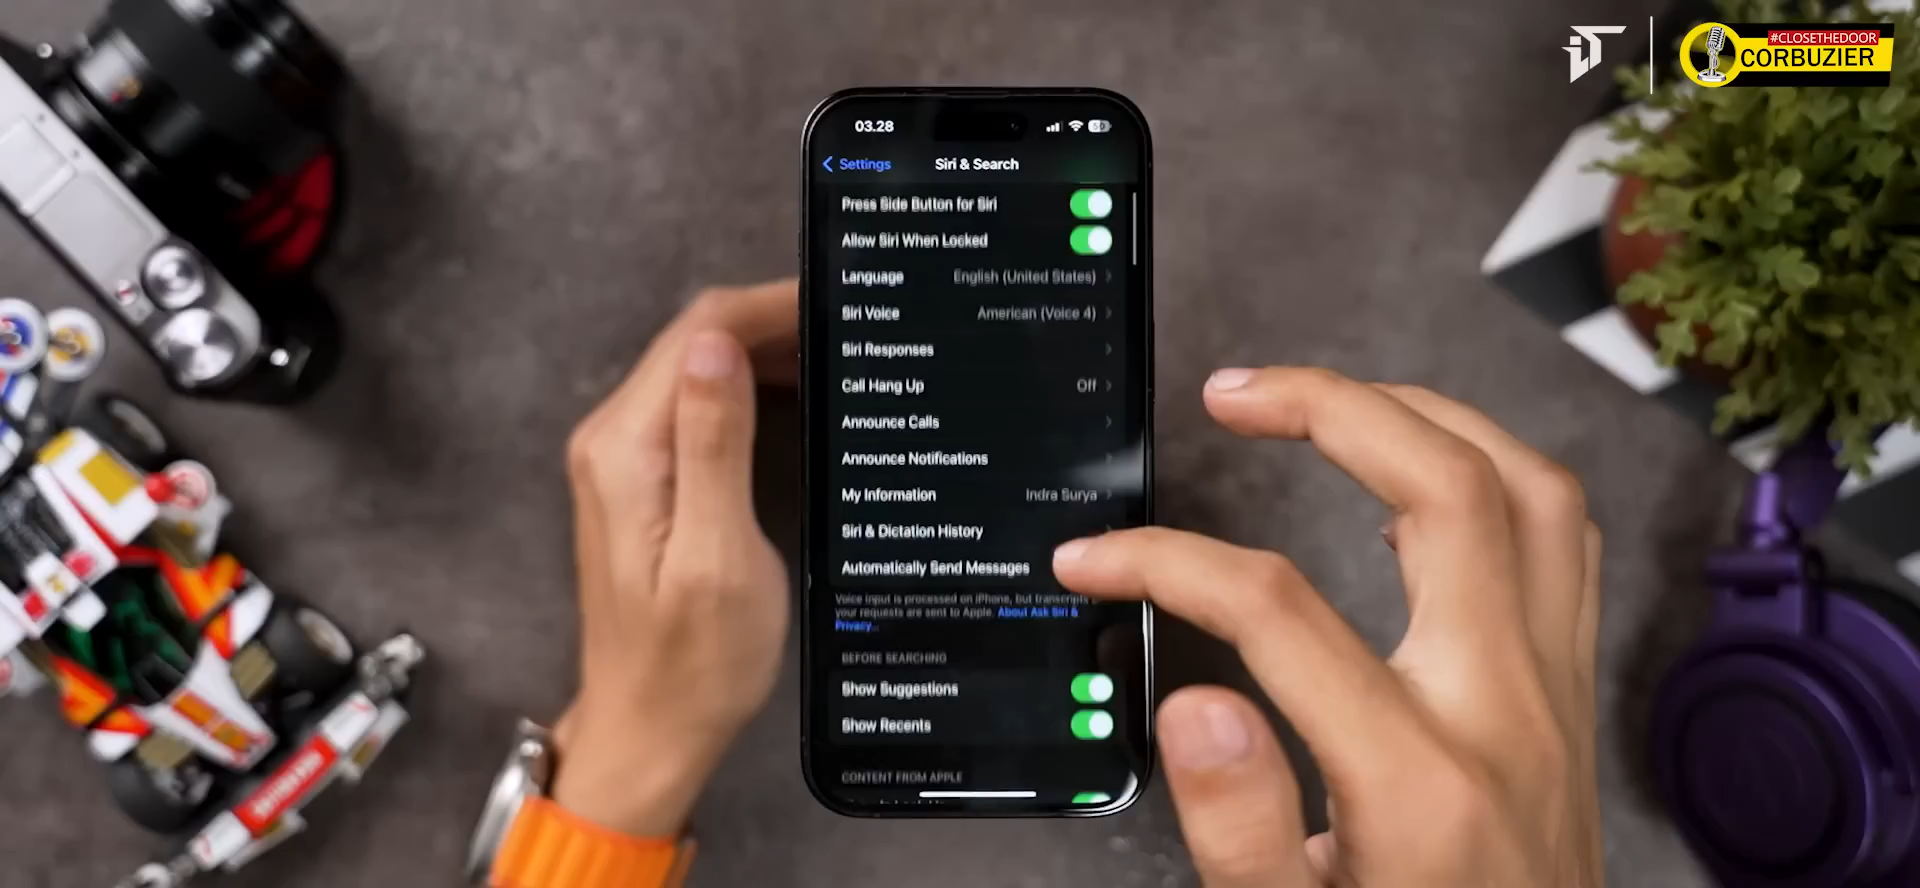 #CLOSETHEDOOR
CORBUZIER
03.28
50
Settings
Siri & Search
Press Side Button for Siri
Allow Siri When Locked
Language English (United States)
Siri Voice American (Voice 4)
Siri Responses
Call Hang Up Off
Announce Calls
Announce Notifications
My Information Indra Surya
Siri & Dictation History
Automatically Send Messages
Voice input is processed on iPhone, but transcripts
your requests are sent to Apple. About Ask Siri &
Privacy...
BEFORE SEARCHING
Show Suggestions
Show Recents
CONTENT FROM APPLE